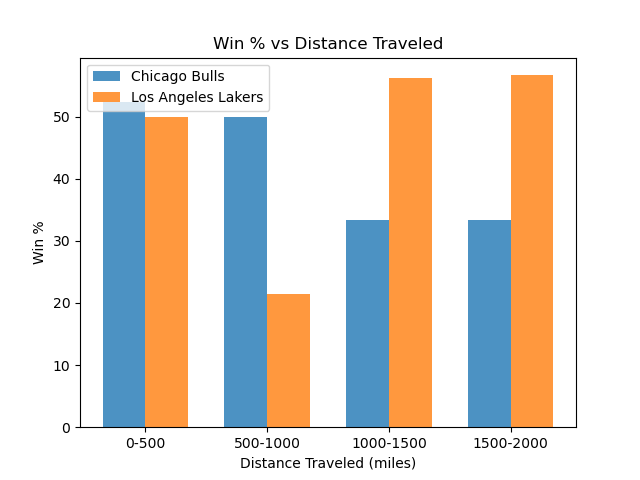 Win % vs Distance Traveled
Chicago Bulls
Los Angeles Lakers
50
40
30
20
10
0
Win %
0-500
500-1000
1000-1500
1500-2000
Distance Traveled (miles)